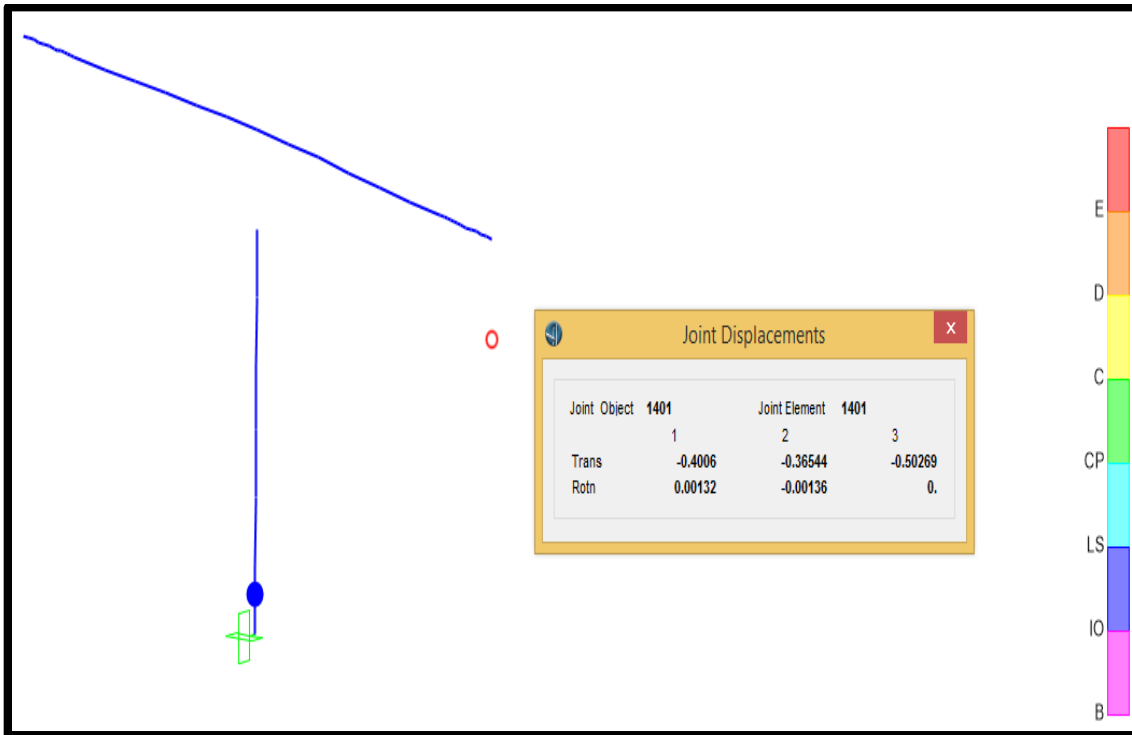 Joint Displacements
x
Joint Object 1401 Joint Element 1401
1 2 3
Trans -0.4006 -0.36544 -0.50269
Rotn 0.00132 -0.00136 0.
E
D
C
CP
LS
IO
B